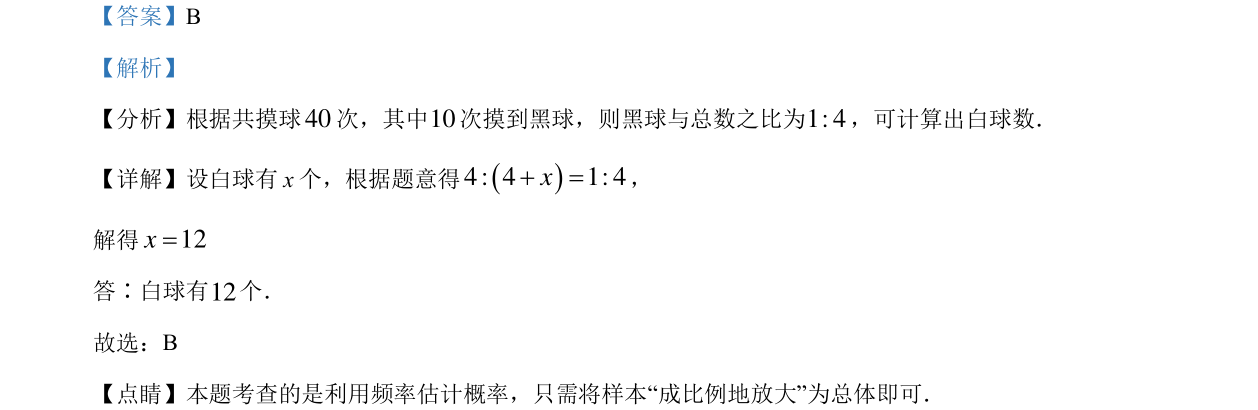 【答案】B
【解析】
【分析】根据共摸球40次，其中10次摸到黑球，则黑球与总数之比为1:4，可计算出白球数．
【详解】设白球有x个，根据题意得4:(4+x)=1:4，
解得x=12
答：白球有12个．
故选：B
【点睛】本题考查的是利用频率估计概率，只需将样本“成比例地放大”为总体即可．